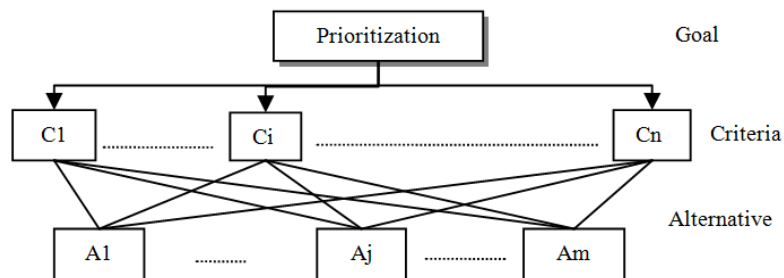 Prioritization Goal
C1 ............... Ci ............... Cn Criteria
Alternative
A1 ...... Aj ............ Am